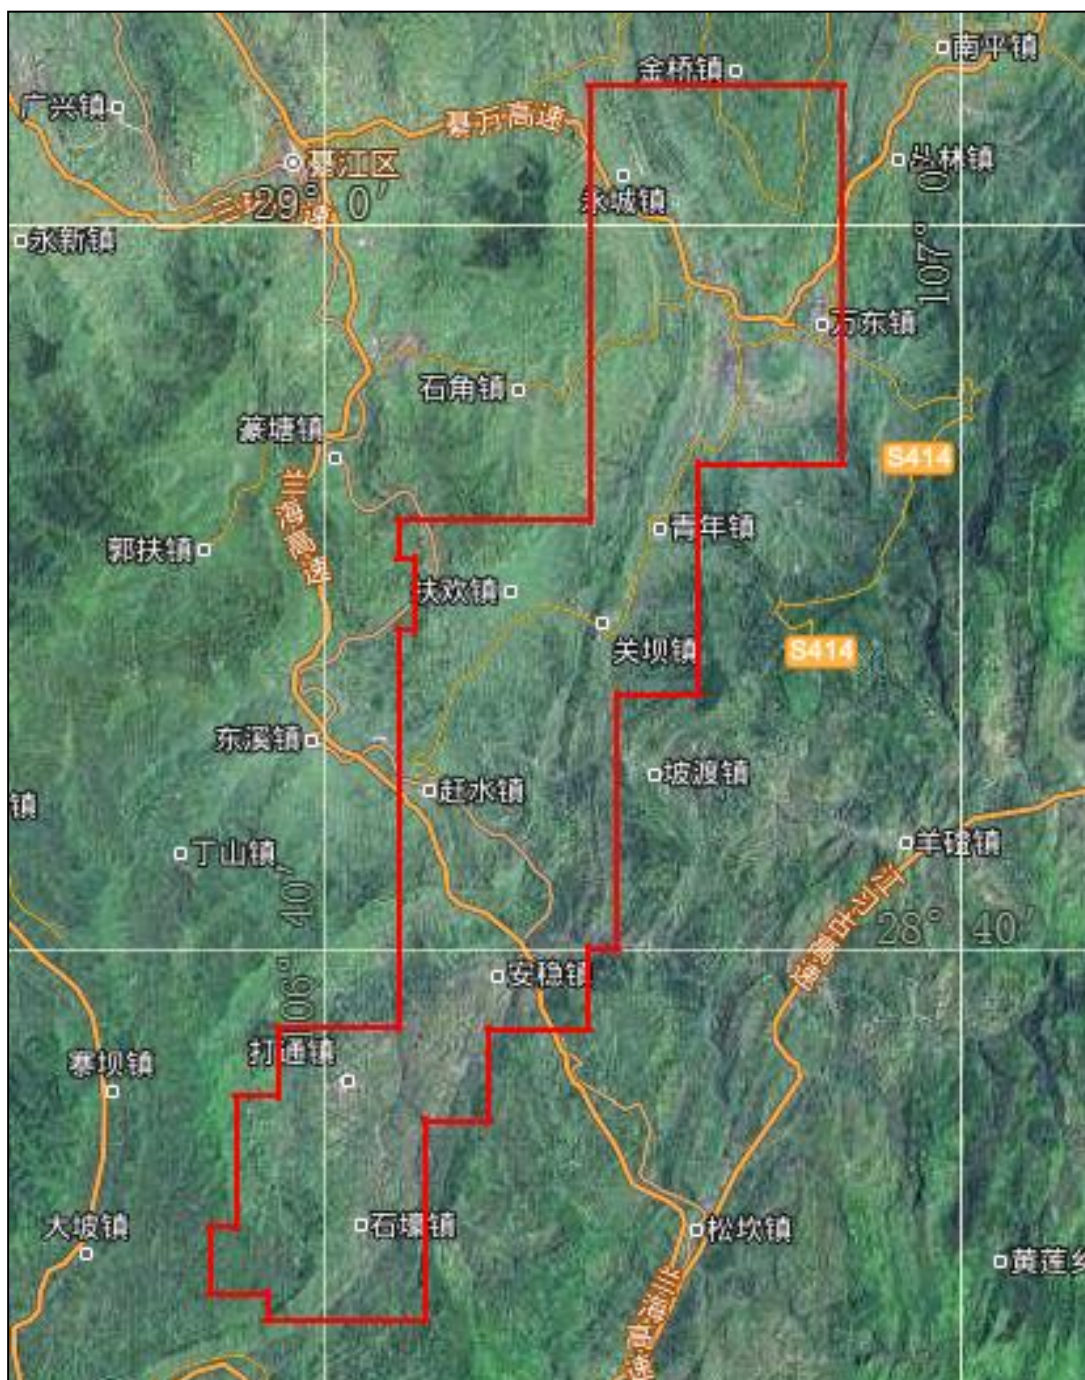 南平镇
金桥镇
广兴镇
綦万高速
綦江区
丛林镇
永城镇
29° 0′
107° 0′
永新镇
万东镇
石角镇
篆塘镇
S414
兰海高速
青年镇
郭扶镇
扶欢镇
关坝镇
S414
东溪镇
坡渡镇
赶水镇
镇
羊磴镇
丁山镇
40′
28° 40′
安稳镇
06°
打通镇
寨坝镇
石壕镇
大坡镇
松坎镇
黄莲乡
兰海高速